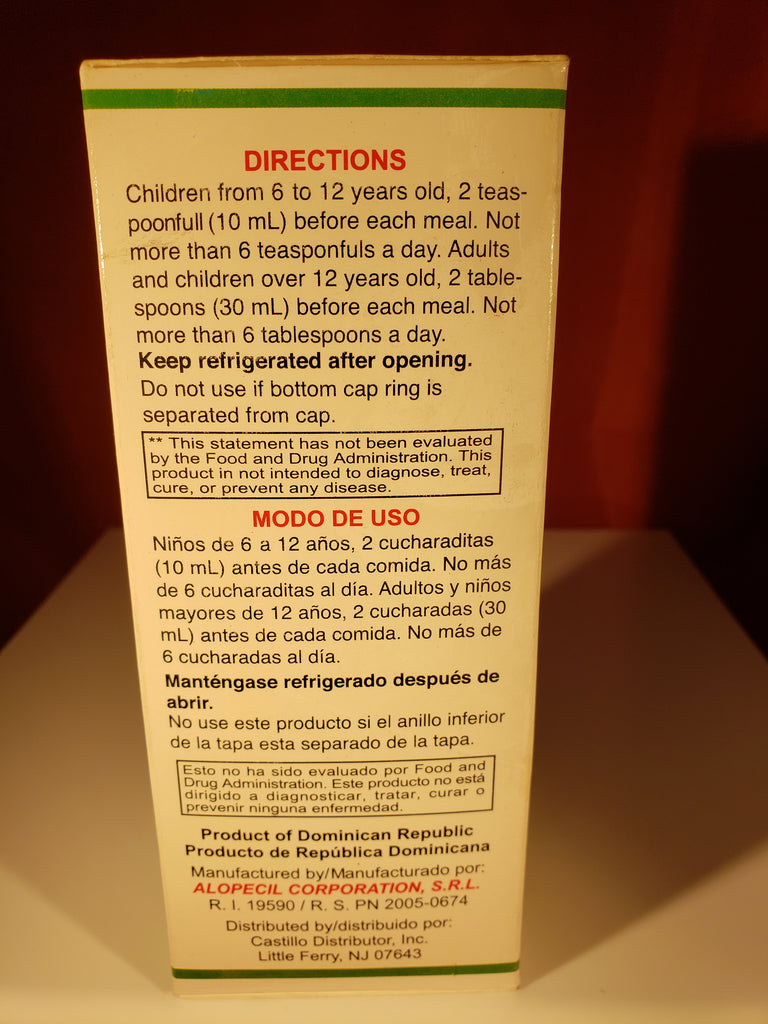 DIRECTIONS
Children from 6 to 12 years old, 2 teas-
poonfull (10 mL) before each meal. Not
more than 6 teasponfuls a day. Adults
and children over 12 years old, 2 table-
spoons (30 mL) before each meal. Not
more than 6 tablespoons a day.
Keep refrigerated after opening.
Do not use if bottom cap ring is
separated from cap.
** This statement has not been evaluated
by the Food and Drug Administration. This
product in not intended to diagnose, treat,
cure, or prevent any disease.
MODO DE USO
Niños de 6 a 12 años, 2 cucharaditas
(10 mL) antes de cada comida. No más
de 6 cucharaditas al día. Adultos y niños
mayores de 12 años, 2 cucharadas (30
mL) antes de cada comida. No más de
6 cucharadas al día.
Manténgase refrigerado después de
abrir.
No use este producto si el anillo inferior
de la tapa esta separado de la tapa.
Esto no ha sido evaluado por Food and
Drug Administration. Este producto no está
dirigido a diagnosticar, tratar, curar o
prevenir ninguna enfermedad.
Product of Dominican Republic
Producto de República Dominicana
Manufactured by/Manufacturado por:
ALOPECIL CORPORATION, S.R.L.
R. I. 19590 / R. S. PN 2005-0674
Distributed by/distribuido por:
Castillo Distributor, Inc.
Little Ferry, NJ 07643